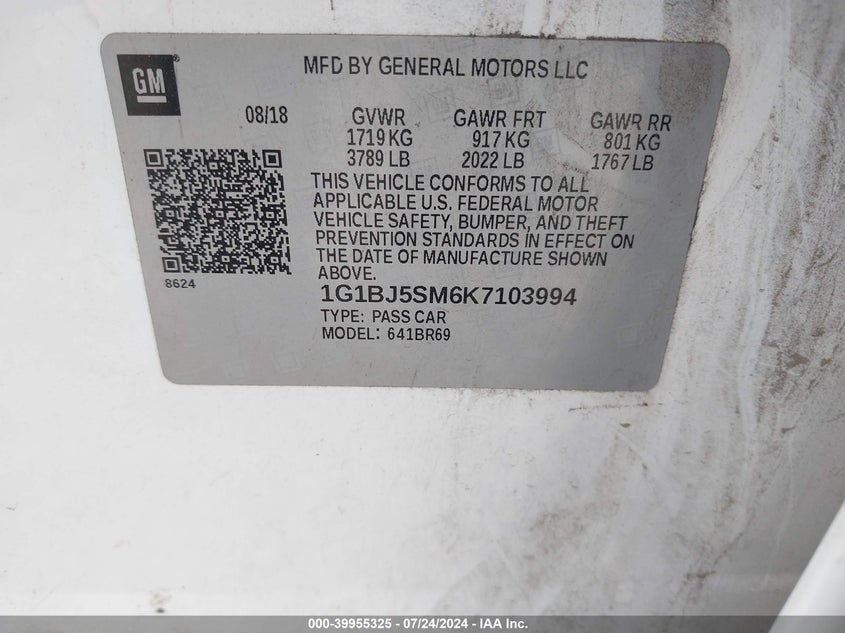 GM
MFD BY GENERAL MOTORS LLC
08/18 GVWR GAWR FRT GAWR RR
1719 KG 917 KG 801 KG
3789 LB 2022 LB 1767 LB
THIS VEHICLE CONFORMS TO ALL
APPLICABLE U.S. FEDERAL MOTOR
VEHICLE SAFETY, BUMPER, AND THEFT
PREVENTION STANDARDS IN EFFECT ON
THE DATE OF MANUFACTURE SHOWN
ABOVE.
8624
1G1BJ5SM6K7103994
TYPE: PASS CAR
MODEL: 641BR69
000-39955325 - 07/24/2024 - IAA Inc.